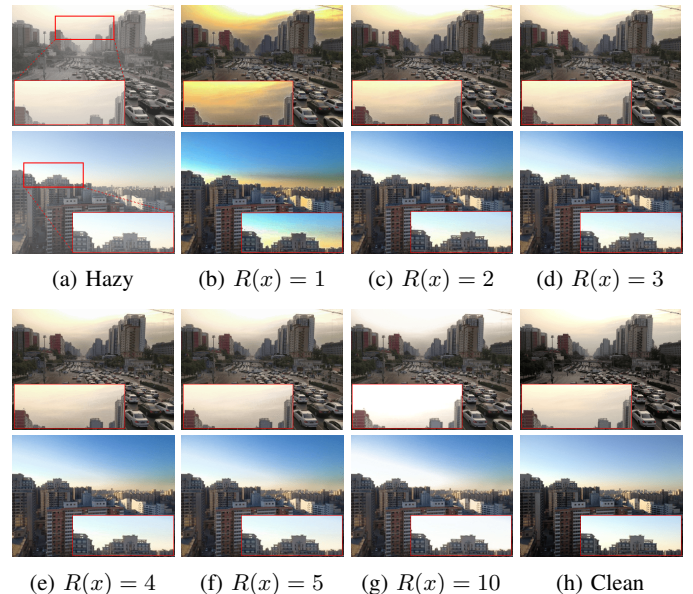 (a) Hazy (b) R(x) = 1 (c) R(x) = 2 (d) R(x) = 3
(e) R(x) = 4 (f) R(x) = 5 (g) R(x) = 10 (h) Clean